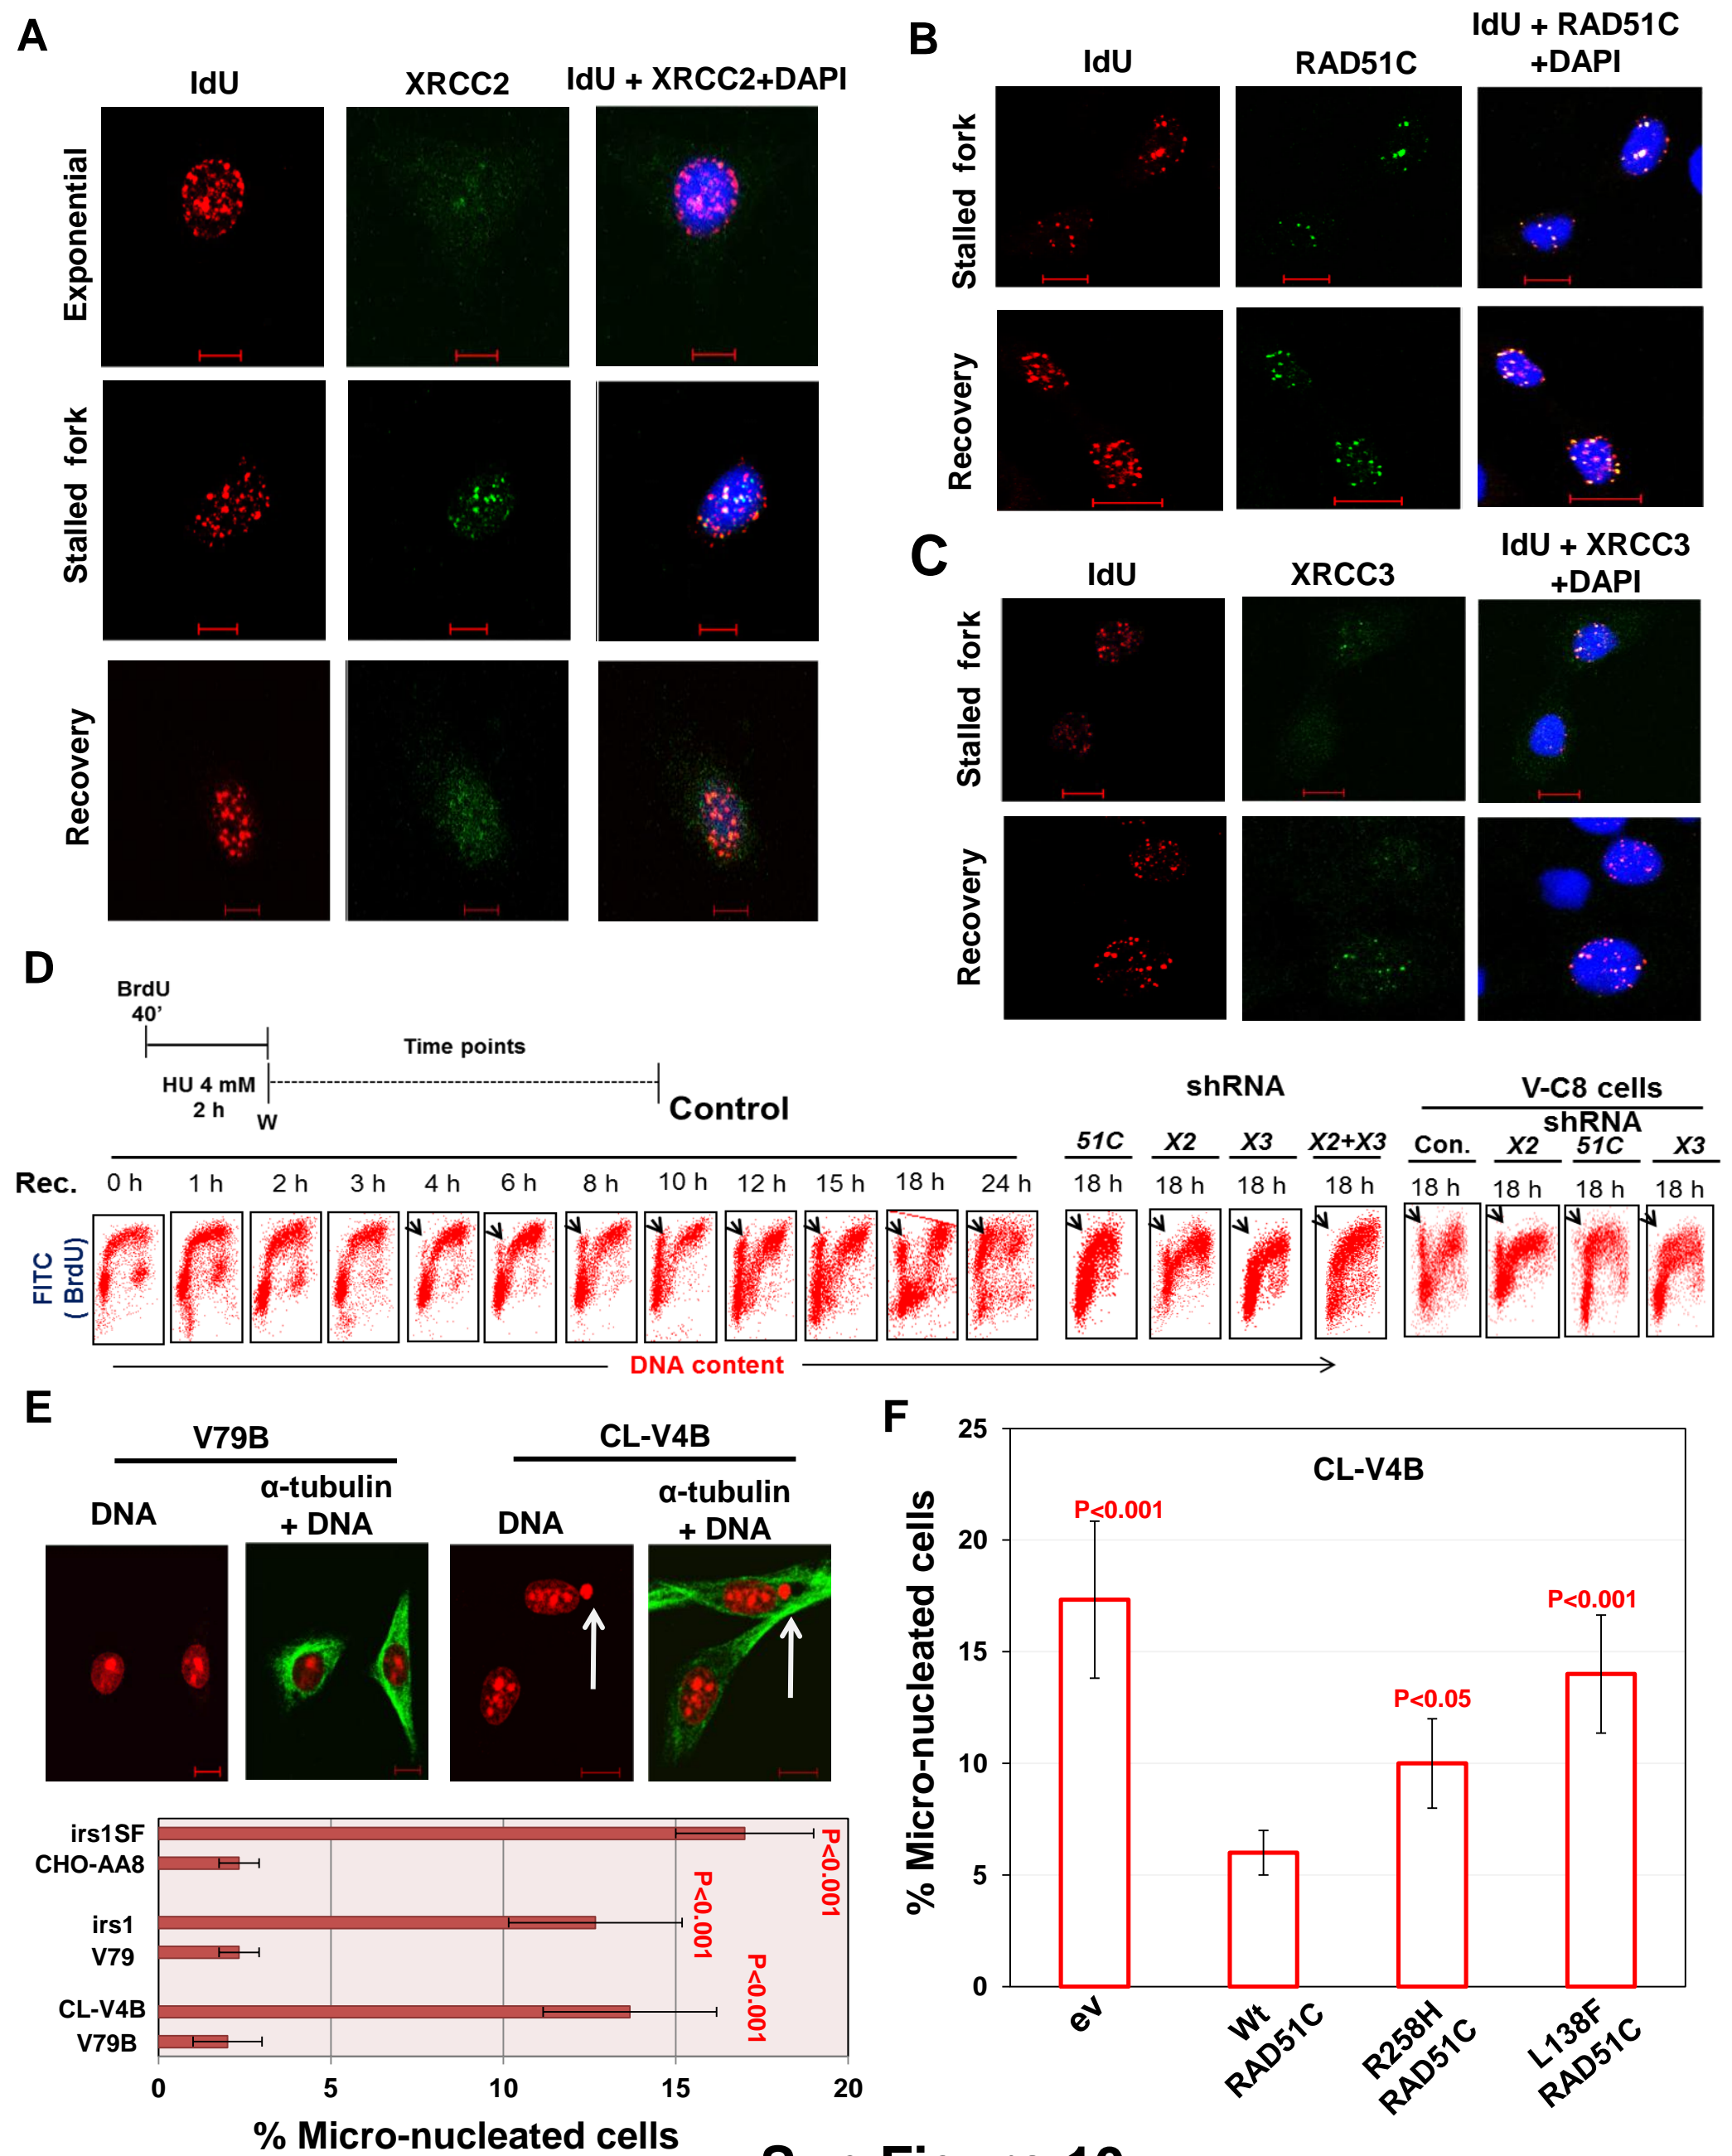 A
IdU
XRCC2
IdU + XRCC2+DAPI
Exponential
Stalled fork
Recovery
B
IdU
RAD51C
IdU + RAD51C
+DAPI
Stalled fork
Recovery
C
IdU
XRCC3
IdU + XRCC3
+DAPI
Stalled fork
Recovery
D
BrdU
40’
Time points
HU 4 mM
2 h
W
Control
shRNA
V-C8 cells
shRNA
51C X2 X3 X2+X3 Con. X2 51C X3
Rec. 0 h 1 h 2 h 3 h 4 h 6 h 8 h 10 h 12 h 15 h 18 h 24 h 18 h 18 h 18 h 18 h 18 h 18 h 18 h 18 h
FITC
( BrdU)
DNA content
E
V79B
CL-V4B
DNA
α-tubulin
+ DNA
DNA
α-tubulin
+ DNA
irs1SF
CHO-AA8
irs1
V79
CL-V4B
V79B
P<0.001
P<0.001
P<0.001
0 5 10 15 20
% Micro-nucleated cells
F
CL-V4B
% Micro-nucleated cells
25
20
15
10
5
0
P<0.001
P<0.05
P<0.001
ev
Wt
RAD51C
R258H
RAD51C
L138F
RAD51C